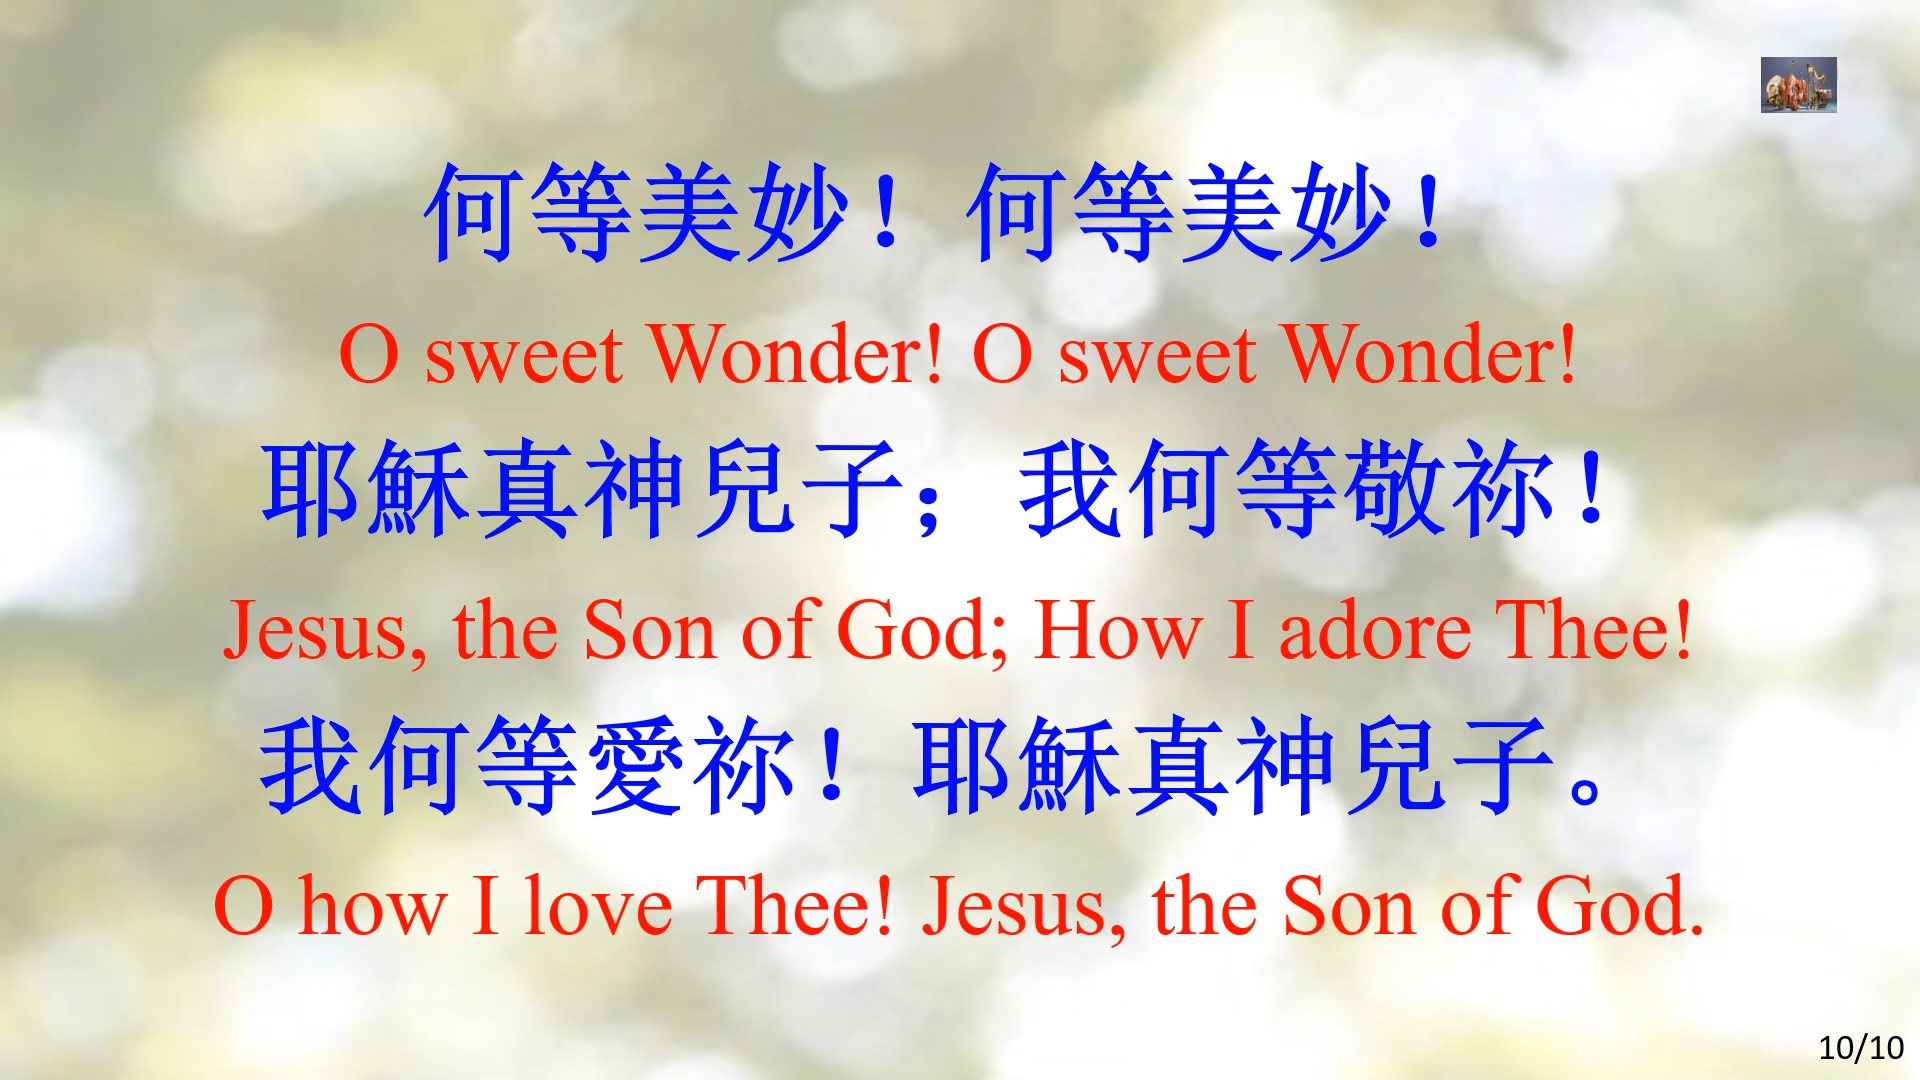 何等美妙！何等美妙！
O sweet Wonder! O sweet Wonder!
耶穌真神兒子；我何等敬祢！
Jesus, the Son of God; How I adore Thee!
我何等愛祢！耶穌真神兒子。
O how I love Thee! Jesus, the Son of God.
10/10